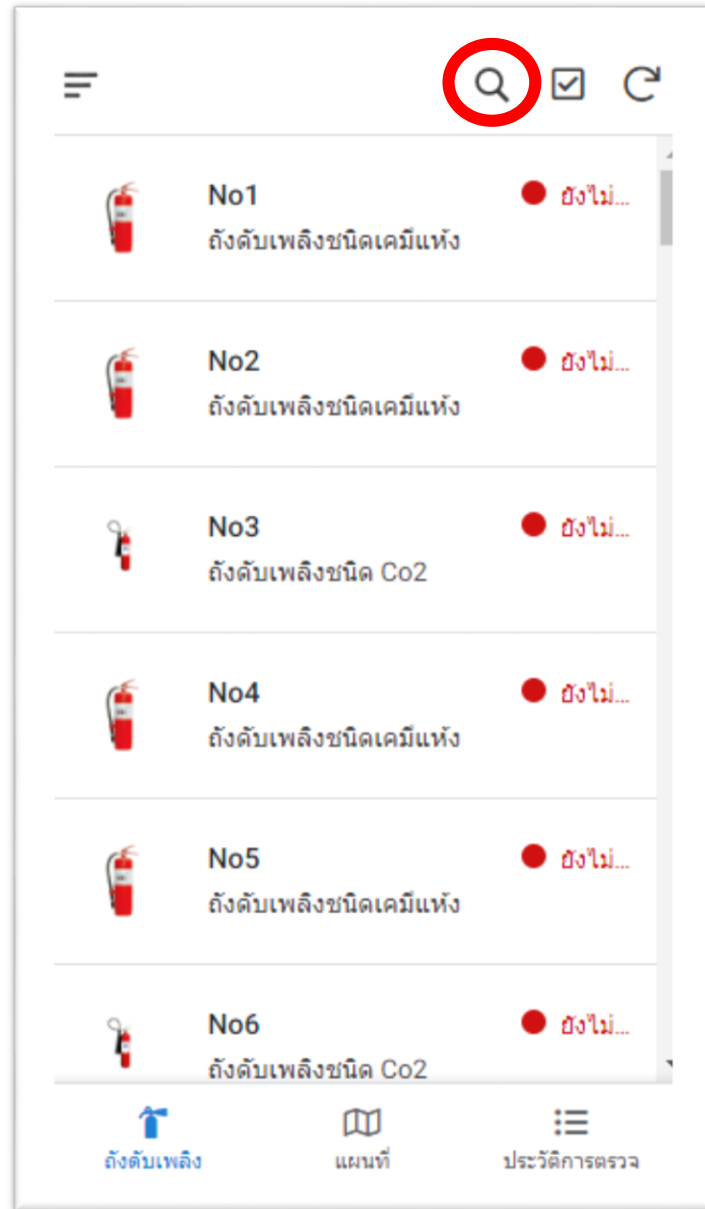 No1
ยังไม่...
ถังดับเพลิงชนิดเคมีแห้ง
No2
ยังไม่...
ถังดับเพลิงชนิดเคมีแห้ง
No3
ยังไม่...
ถังดับเพลิงชนิด Co2
No4
ยังไม่...
ถังดับเพลิงชนิดเคมีแห้ง
No5
ยังไม่...
ถังดับเพลิงชนิดเคมีแห้ง
No6
ยังไม่...
ถังดับเพลิงชนิด Co2
ถังดับเพลิง
แผนที่
ประวัติการตรวจ